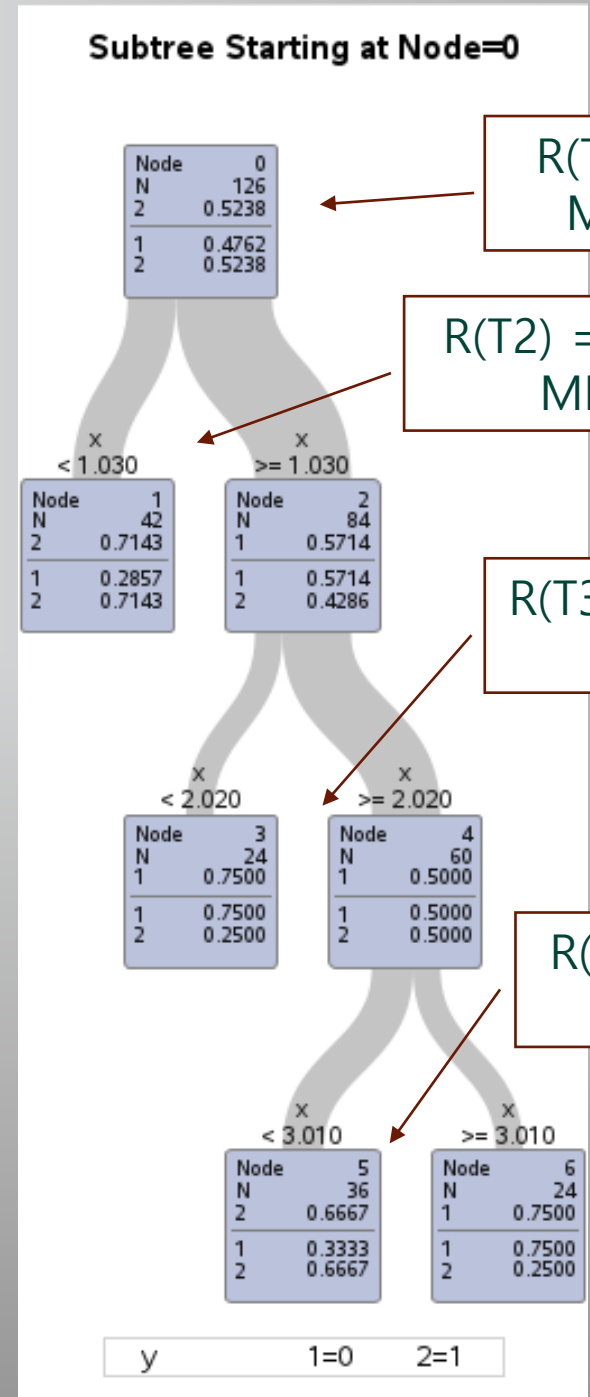 Subtree Starting at Node=0
Node 0
N 126
2 0.5238
1 0.4762
2 0.5238
R(T
M
R(T2) =
MI
x
< 1.030
x
>= 1.030
Node 1
N 42
2 0.7143
1 0.2857
2 0.7143
Node 2
N 84
1 0.5714
1 0.5714
2 0.4286
R(T3
x
< 2.020
x
>= 2.020
Node 3
N 24
1 0.7500
1 0.7500
2 0.2500
Node 4
N 60
1 0.5000
1 0.5000
2 0.5000
R(
x
< 3.010
x
>= 3.010
Node 5
N 36
2 0.6667
1 0.3333
2 0.6667
Node 6
N 24
1 0.7500
1 0.7500
2 0.2500
y 1=0 2=1